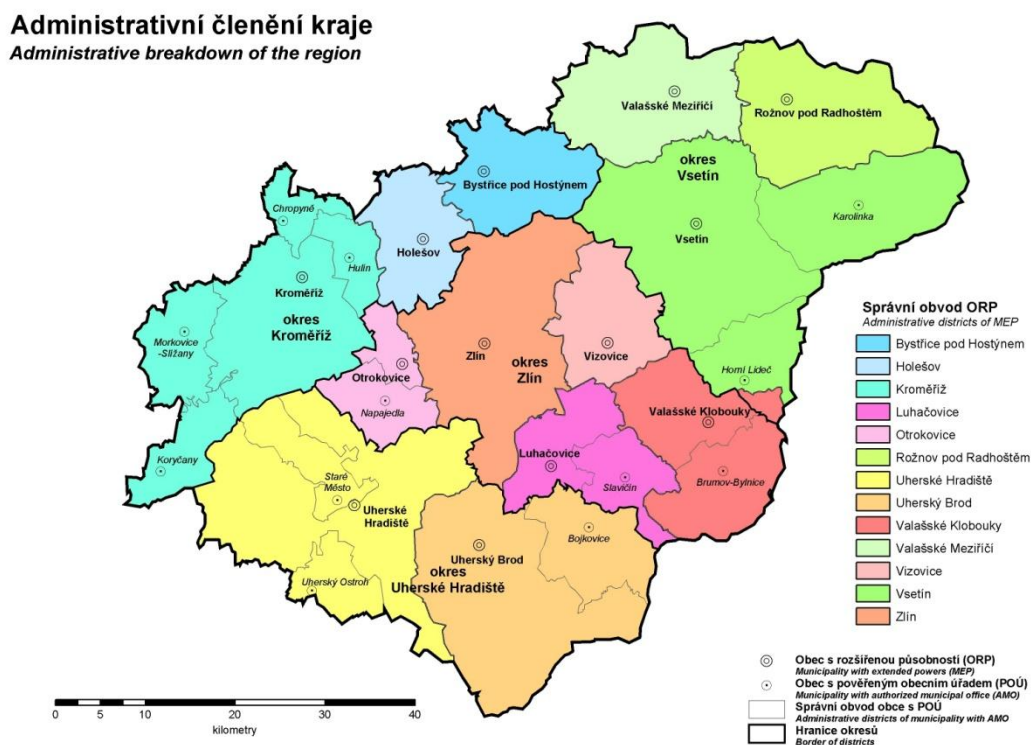 Administrativní členění kraje
Administrative breakdown of the region
Valašské Meziříčí
Rožnov pod Radhoštěm
okres
Vsetín
Bystřice pod Hostýnem
Karolinka
Chropyně
Vsetín
Holešov
Hulín
Kroměříž
okres
Kroměříž
Morkovice
-Slížany
Zlín
okres
Zlín
Vizovice
Otrokovice
Horní Lideč
Napajedla
Valašské Klobouky
Koryčany
Luhačovice
Staré
Město
Slavičín
Brumov-Bylnice
Uherské
Hradiště
Bojkovice
Uherský Brod
okres
Uherské Hradiště
Uherský Ostroh
Správní obvod ORP
Administrative districts of MEP
Bystřice pod Hostýnem
Holešov
Kroměříž
Luhačovice
Otrokovice
Rožnov pod Radhoštěm
Uherské Hradiště
Uherský Brod
Valašské Klobouky
Valašské Meziříčí
Vizovice
Vsetín
Zlín
Obec s rozšířenou působností (ORP)
Municipality with extended powers (MEP)
Obec s pověřeným obecním úřadem (POÚ)
Municipality with authorized municipal office (AMO)
Správní obvod obce s POÚ
Administrative districts of municipality with AMO
Hranice okresů
Border of districts
0 5 10 20 30 40
kilometry